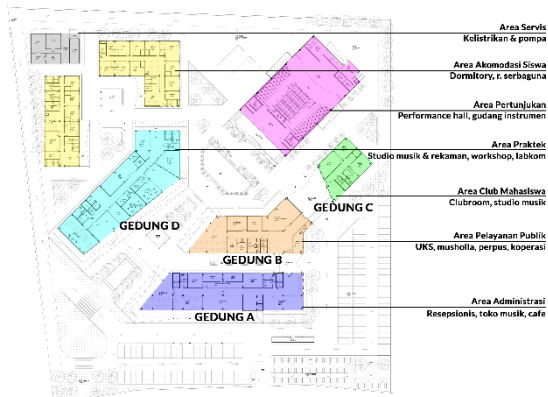 Area Servis
Kelistrikan & pompa
Area Akomodasi Siswa
Dormitory, r. serbaguna
Area Pertunjukan
Performance hall, gudang instrumen
Area Praktek
Studio musik & rekaman, workshop, labkom
Area Club Mahasiswa
Clubroom, studio musik
GEDUNG C
GEDUNG D
Area Pelayanan Publik
UKS, musholla, perpus, koperasi
GEDUNG B
Area Administrasi
Resepsionis, toko musik, cafe
GEDUNG A